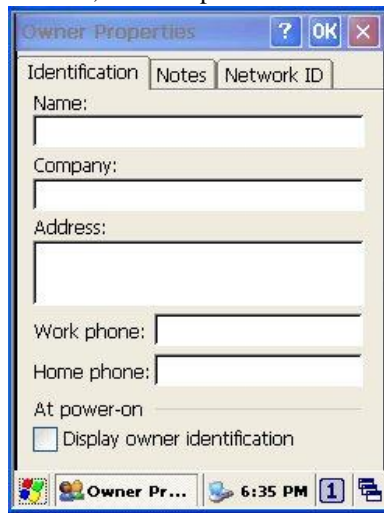 Owner Properties ? OK ×
Identification Notes Network ID
Name:
Company:
Address:
Work phone:
Home phone:
At power-on
Display owner identification
Owner Pr... 6:35 PM 1